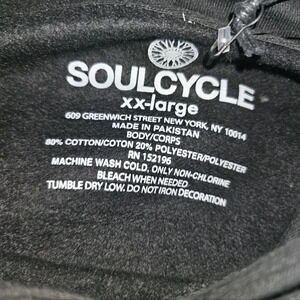 SOULCYCLE
xx-large
609 GREENWICH STREET NEW YORK, NY 10014
MADE IN PAKISTAN
BODY/CORPS
80% COTTON/COTON 20% POLYESTER/POLYESTER
RN 152196
MACHINE WASH COLD, ONLY NON-CHLORINE
BLEACH WHEN NEEDED
TUMBLE DRY LOW. DO NOT IRON DECORATION